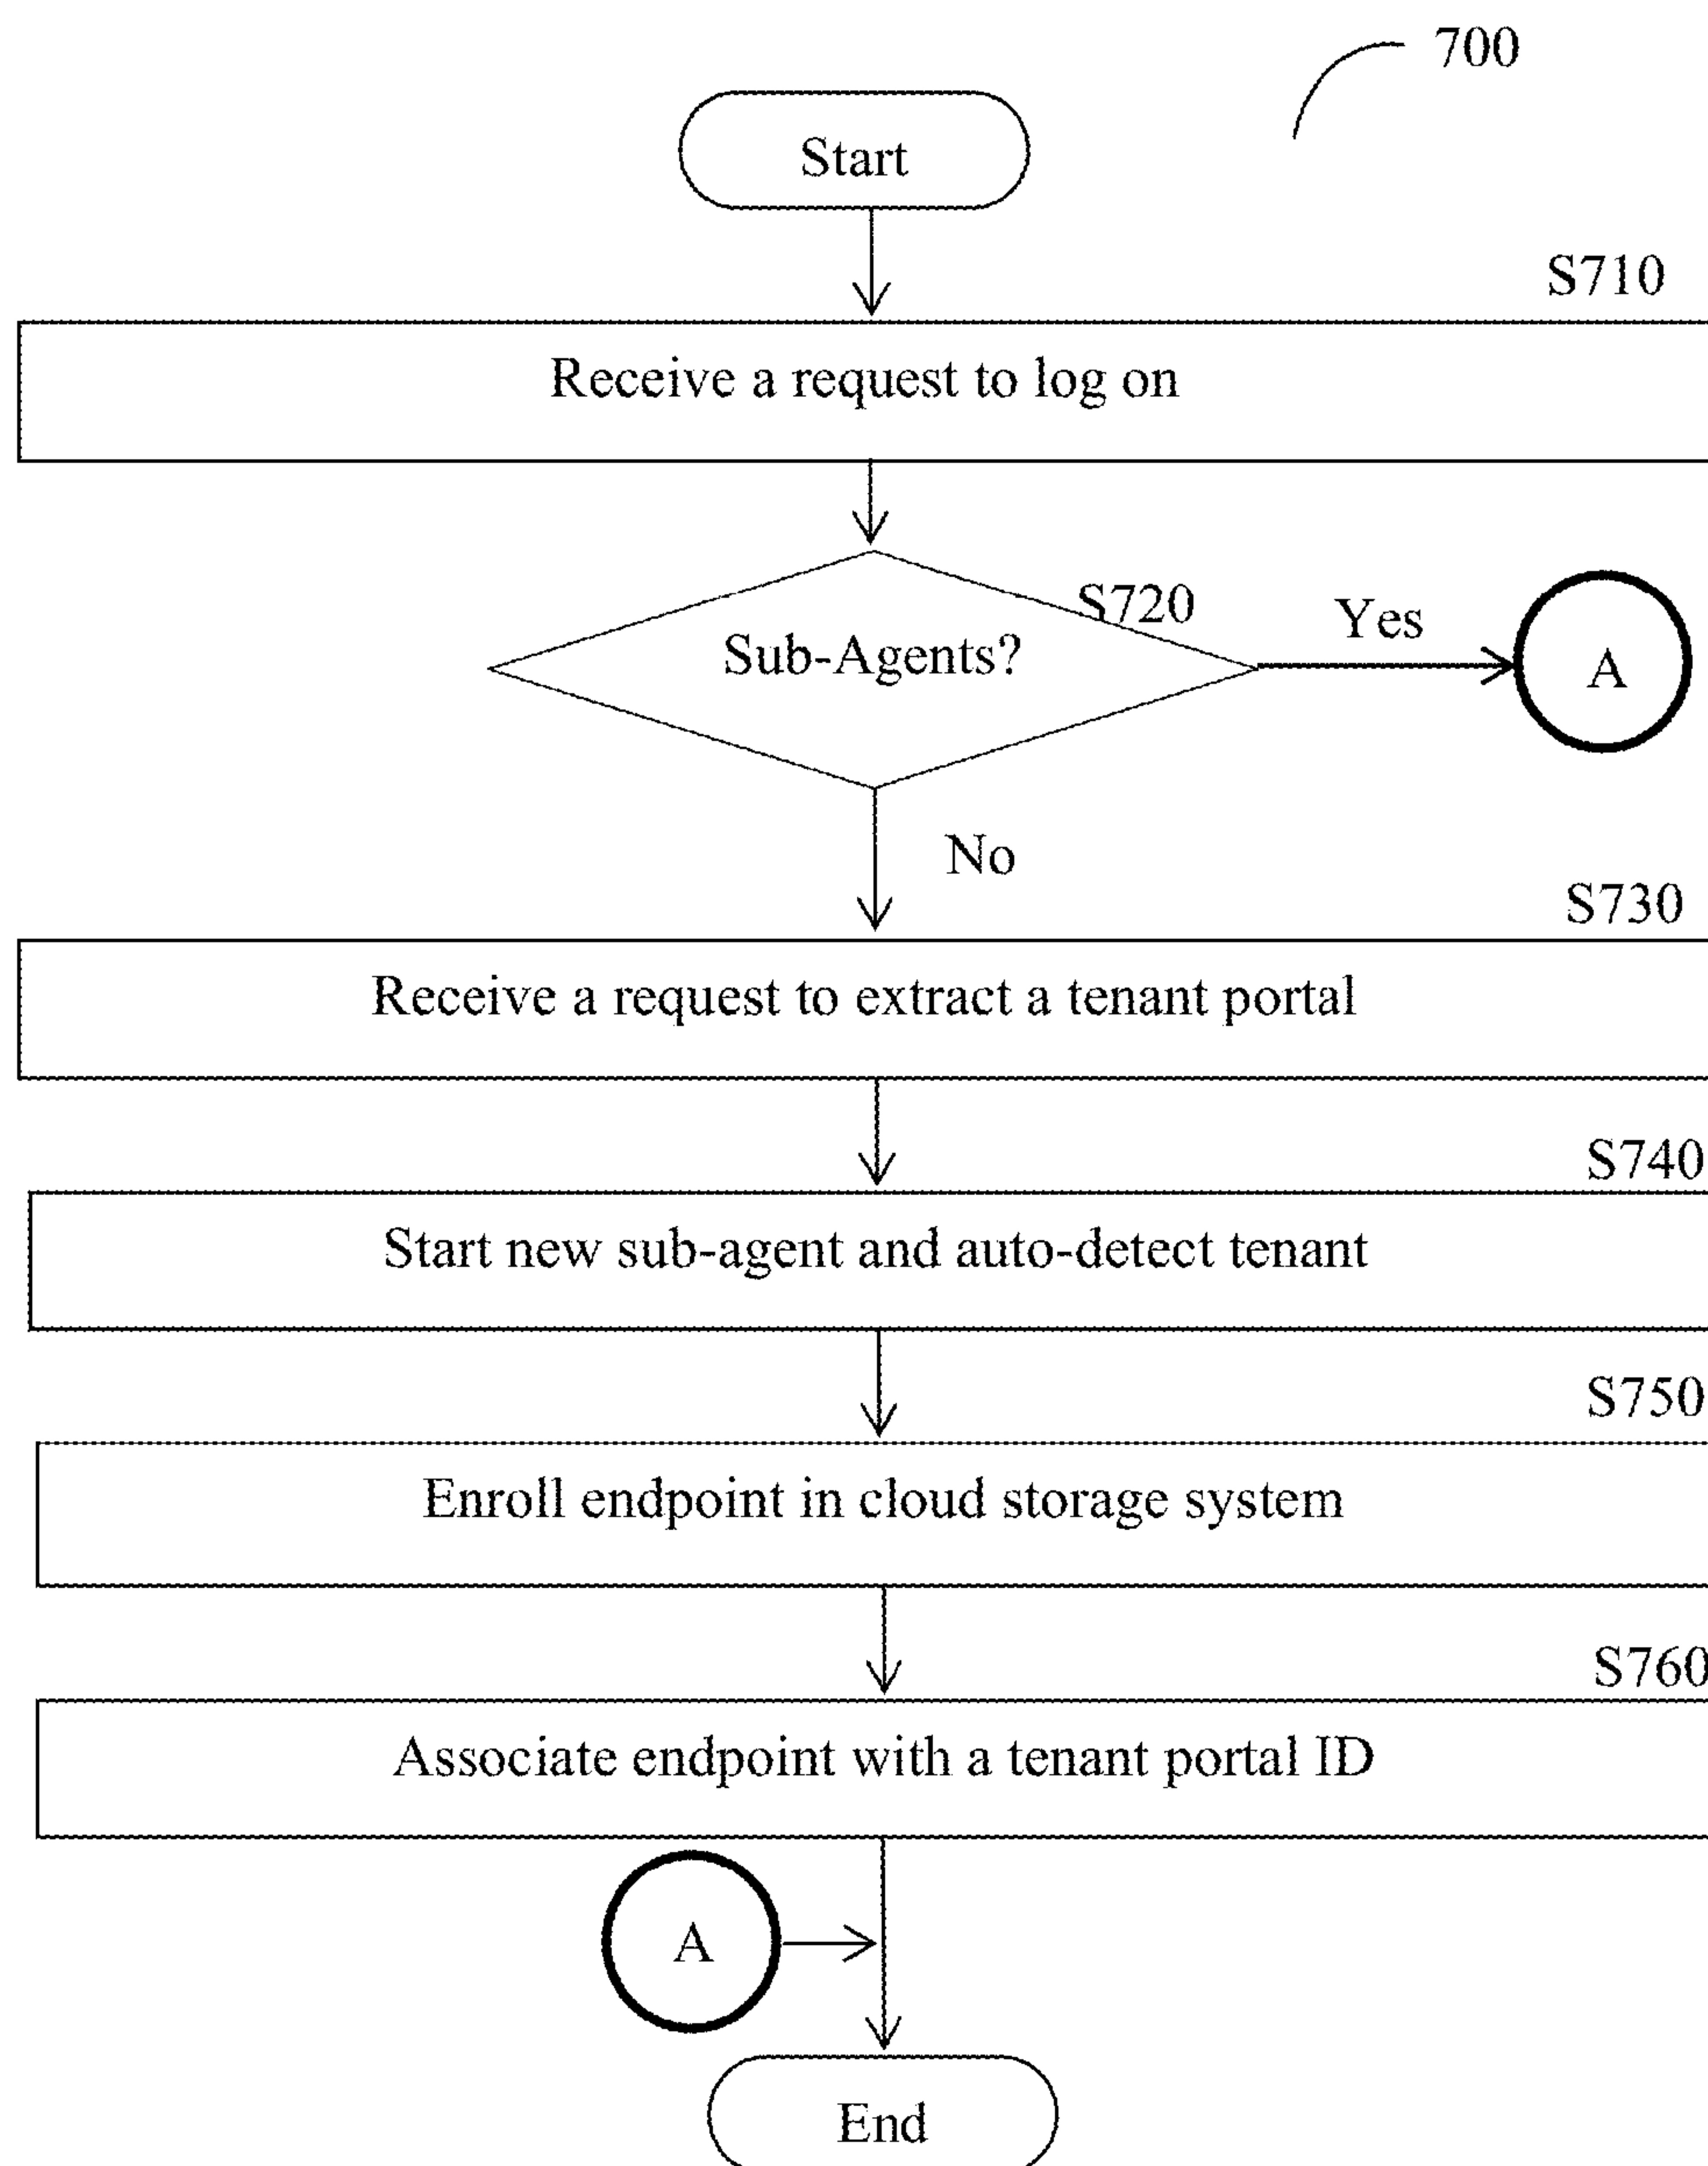 700
Start
S710
Receive a request to log on
S720
Sub-Agents?
Yes
A
No
S730
Receive a request to extract a tenant portal
S740
Start new sub-agent and auto-detect tenant
S750
Enroll endpoint in cloud storage system
S760
Associate endpoint with a tenant portal ID
A
End